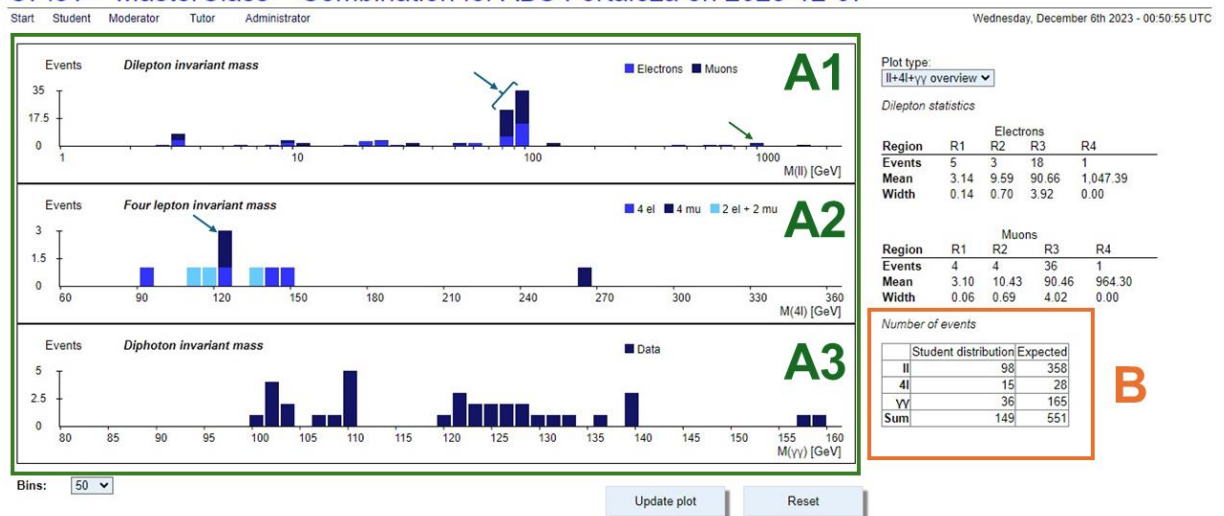 Start Student Moderator Tutor Administrator
Wednesday, December 6th 2023 - 00:50:55 UTC
Events Dilepton invariant mass
Electrons Muons
A1
35
17.5
0
1 10 100 1000
M(ll) [GeV]
Events Four lepton invariant mass
4 el 4 mu 2 el + 2 mu
A2
3
1.5
0
60 90 120 150 180 210 240 270 300 330 360
M(4l) [GeV]
Events Diphoton invariant mass
Data
A3
5
2.5
0
80 85 90 95 100 105 110 115 120 125 130 135 140 145 150 155 160
M(γγ) [GeV]
Bins: 50
Update plot Reset
Plot type:
ll+4l+γγ overview
Dilepton statistics
Electrons
Region R1 R2 R3 R4
Events 5 3 18 1
Mean 3.14 9.59 90.66 1,047.39
Width 0.14 0.70 3.92 0.00
Muons
Region R1 R2 R3 R4
Events 4 4 36 1
Mean 3.10 10.43 90.46 964.30
Width 0.06 0.69 4.02 0.00
Number of events
Student distribution Expected
ll 98 358
4l 15 28
γγ 36 165
Sum 149 551
B